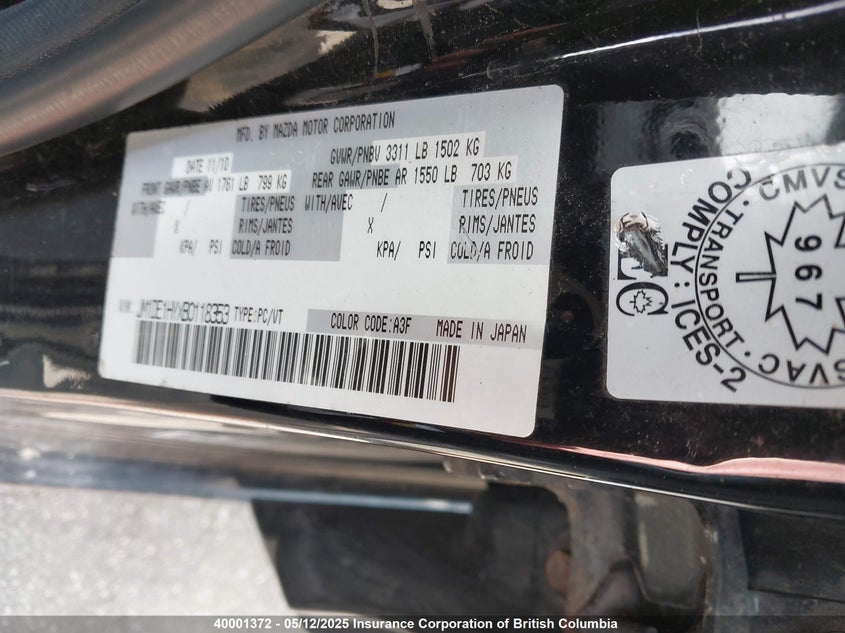 MFD. BY MAZDA MOTOR CORPORATION
DATE 11/10
GVWR/PNBV 3311 LB 1502 KG
FRONT GAWR/PNBE AV 1761 LB 799 KG
REAR GAWR/PNBE AR 1550 LB 703 KG
WITH/AVEC / TIRES/PNEUS
WITH/AVEC / TIRES/PNEUS
X RIMS/JANTES
X RIMS/JANTES
KPA/ PSI COLD/A FROID
KPA/ PSI COLD/A FROID
TYPE:PC/UT
COLOR CODE:A3F MADE IN JAPAN
COMPLY: ICES-2
TRANSPORT
CMVS
967
SVAC
40001372 - 05/12/2025 Insurance Corporation of British Columbia